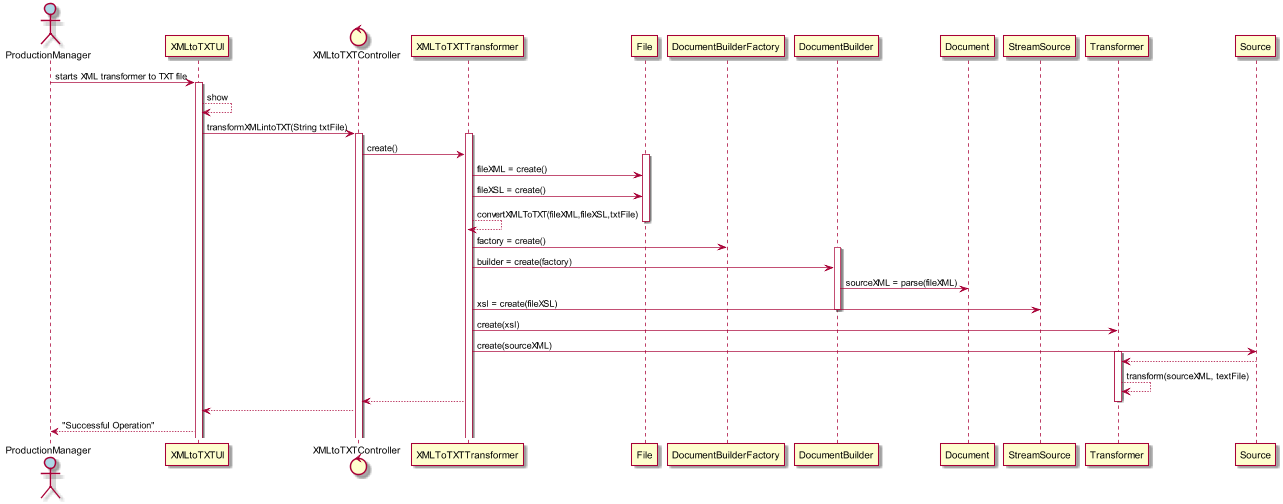 ProductionManager
XMLtoTXTUI
XMLtoTXTController
XMLToTXTTransformer
File
DocumentBuilderFactory
DocumentBuilder
Document
StreamSource
Transformer
Source
starts XML transformer to TXT file
show
transformXMLintoTXT(String txtFile)
create()
fileXML = create()
fileXSL = create()
convertXMLToTXT(fileXML,fileXSL,txtFile)
factory = create()
builder = create(factory)
sourceXML = parse(fileXML)
xsl = create(fileXSL)
create(xsl)
create(sourceXML)
transform(sourceXML, textFile)
"Successful Operation"
ProductionManager
XMLtoTXTUI
XMLtoTXTController
XMLToTXTTransformer
File
DocumentBuilderFactory
DocumentBuilder
Document
StreamSource
Transformer
Source